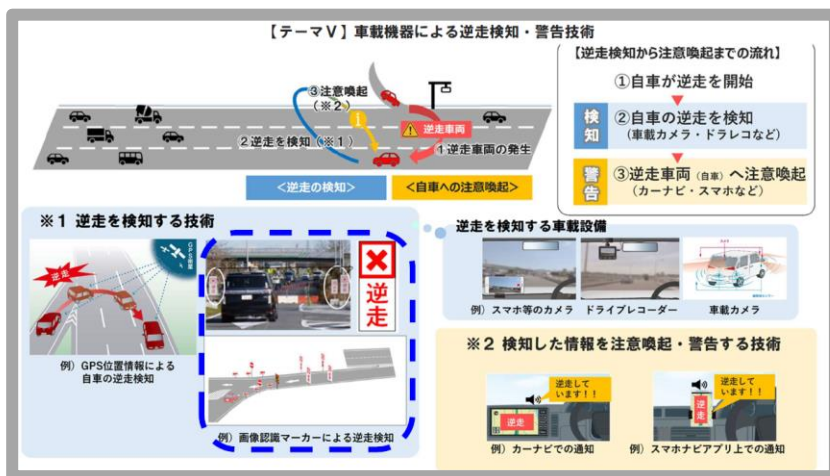 【テーマⅤ】車載機器による逆走検知・警告技術
③注意喚起
(※2)
逆走車両
2逆走を検知(※1)
1逆走車両の発生
<逆走の検知>
<自車への注意喚起>
【逆走検知から注意喚起までの流れ】
①自車が逆走を開始
検知
②自車の逆走を検知
(車載カメラ・ドラレコなど)
警告
③逆走車両(自車)へ注意喚起
(カーナビ・スマホなど)
※1 逆走を検知する技術
逆走
GPS衛星
例)GPS位置情報による
自車の逆走検知
逆走
例)画像認識マーカーによる逆走検知
逆走を検知する車載設備
例)スマホ等のカメラ
ドライブレコーダー
車載カメラ
※2 検知した情報を注意喚起・警告する技術
逆走して
います!!
逆走
例)カーナビでの通知
逆走して
います!!
逆走
例)スマホナビアプリ上での通知